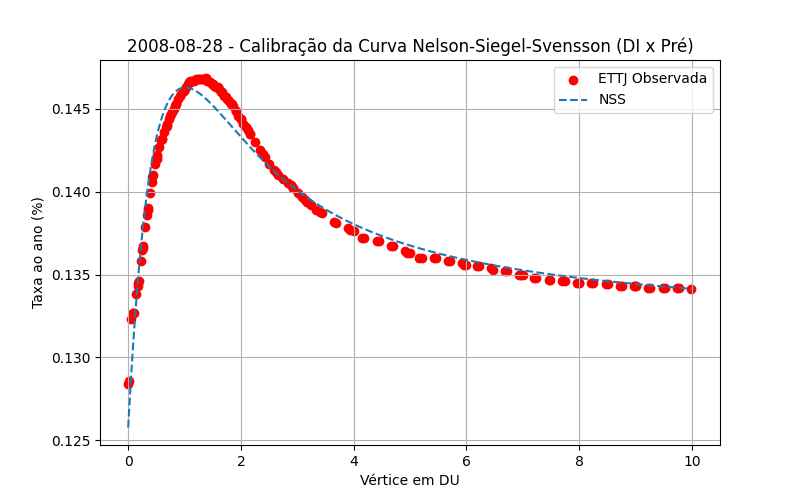 2008-08-28 - Calibração da Curva Nelson-Siegel-Svensson (DI x Pré)
ETTJ Observada
NSS
Taxa ao ano (%)
0.145
0.140
0.135
0.130
0.125
0 2 4 6 8 10
Vértice em DU